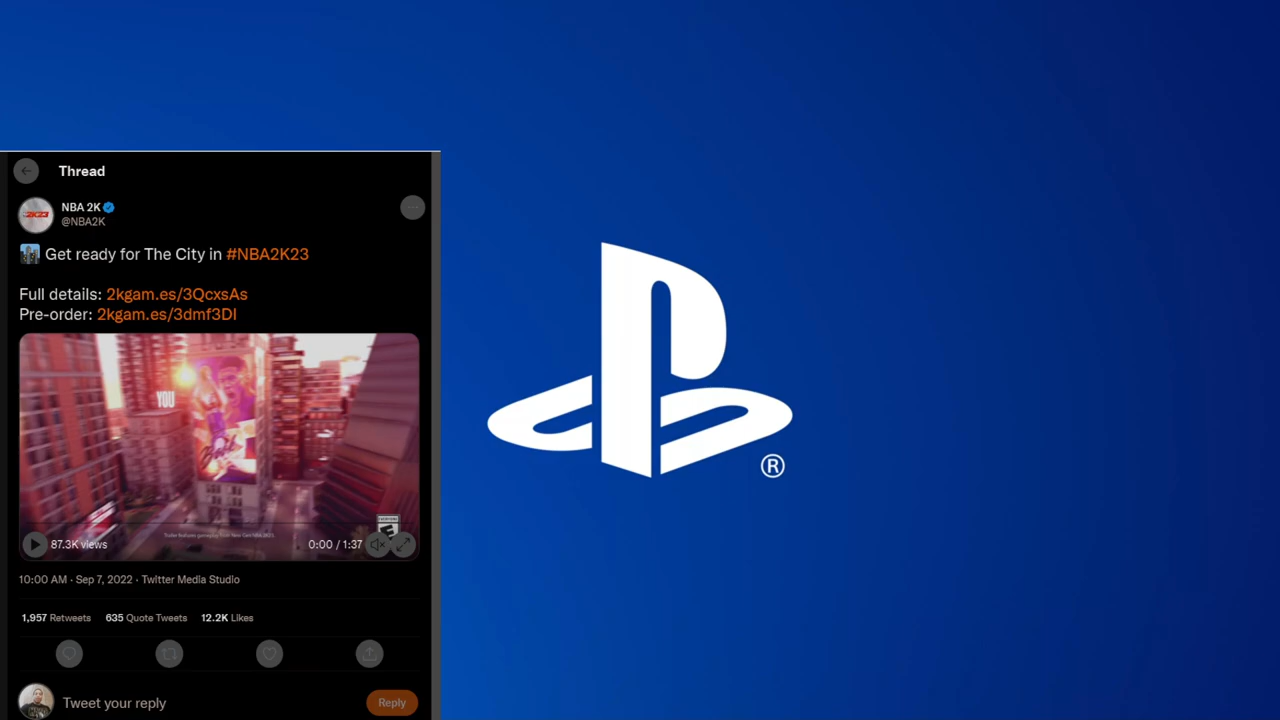 Thread
NBA 2K
@NBA2K
Get ready for The City in #NBA2K23
Full details: 2kgam.es/3QcxsAs
Pre-order: 2kgam.es/3dmf3DI
YOU
87.3K views
0:00 / 1:37
10:00 AM · Sep 7, 2022 · Twitter Media Studio
1,957 Retweets 635 Quote Tweets 12.2K Likes
Tweet your reply
Reply
®